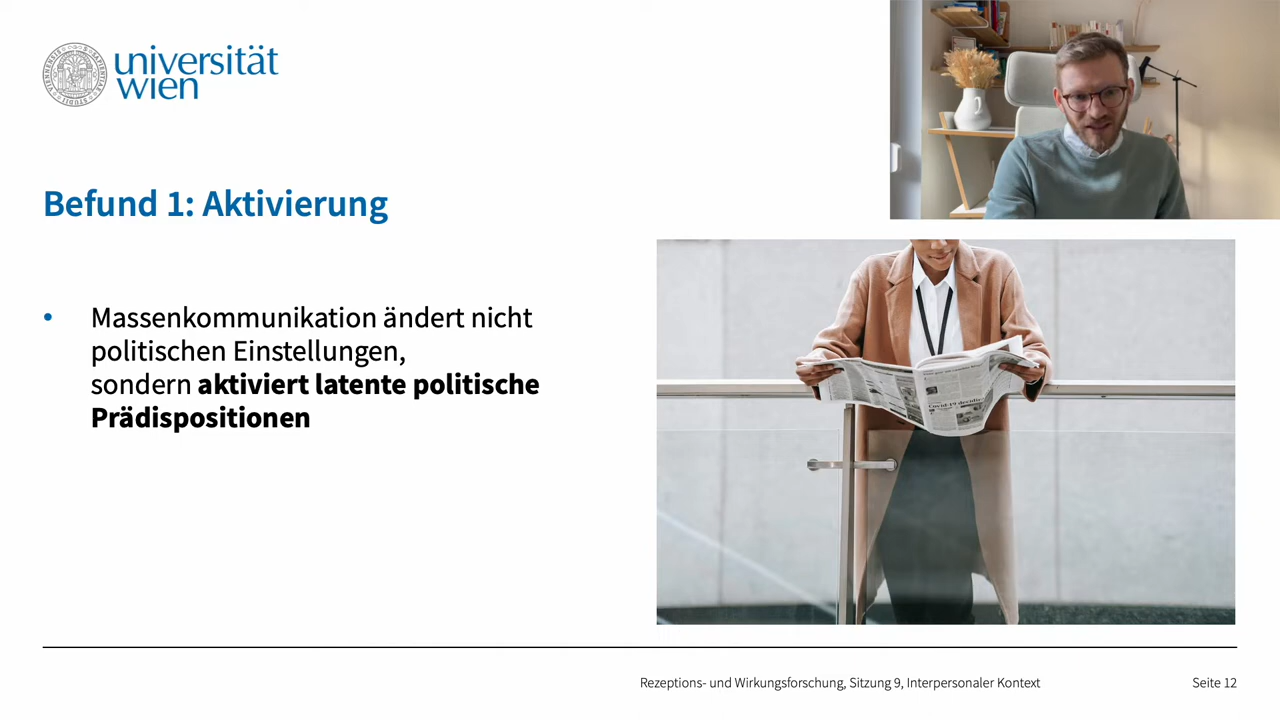 universität
wien
Befund 1: Aktivierung
• Massenkommunikation ändert nicht
politischen Einstellungen,
sondern aktiviert latente politische
Prädispositionen
Rezeptions- und Wirkungsforschung, Sitzung 9, Interpersonaler Kontext
Seite 12